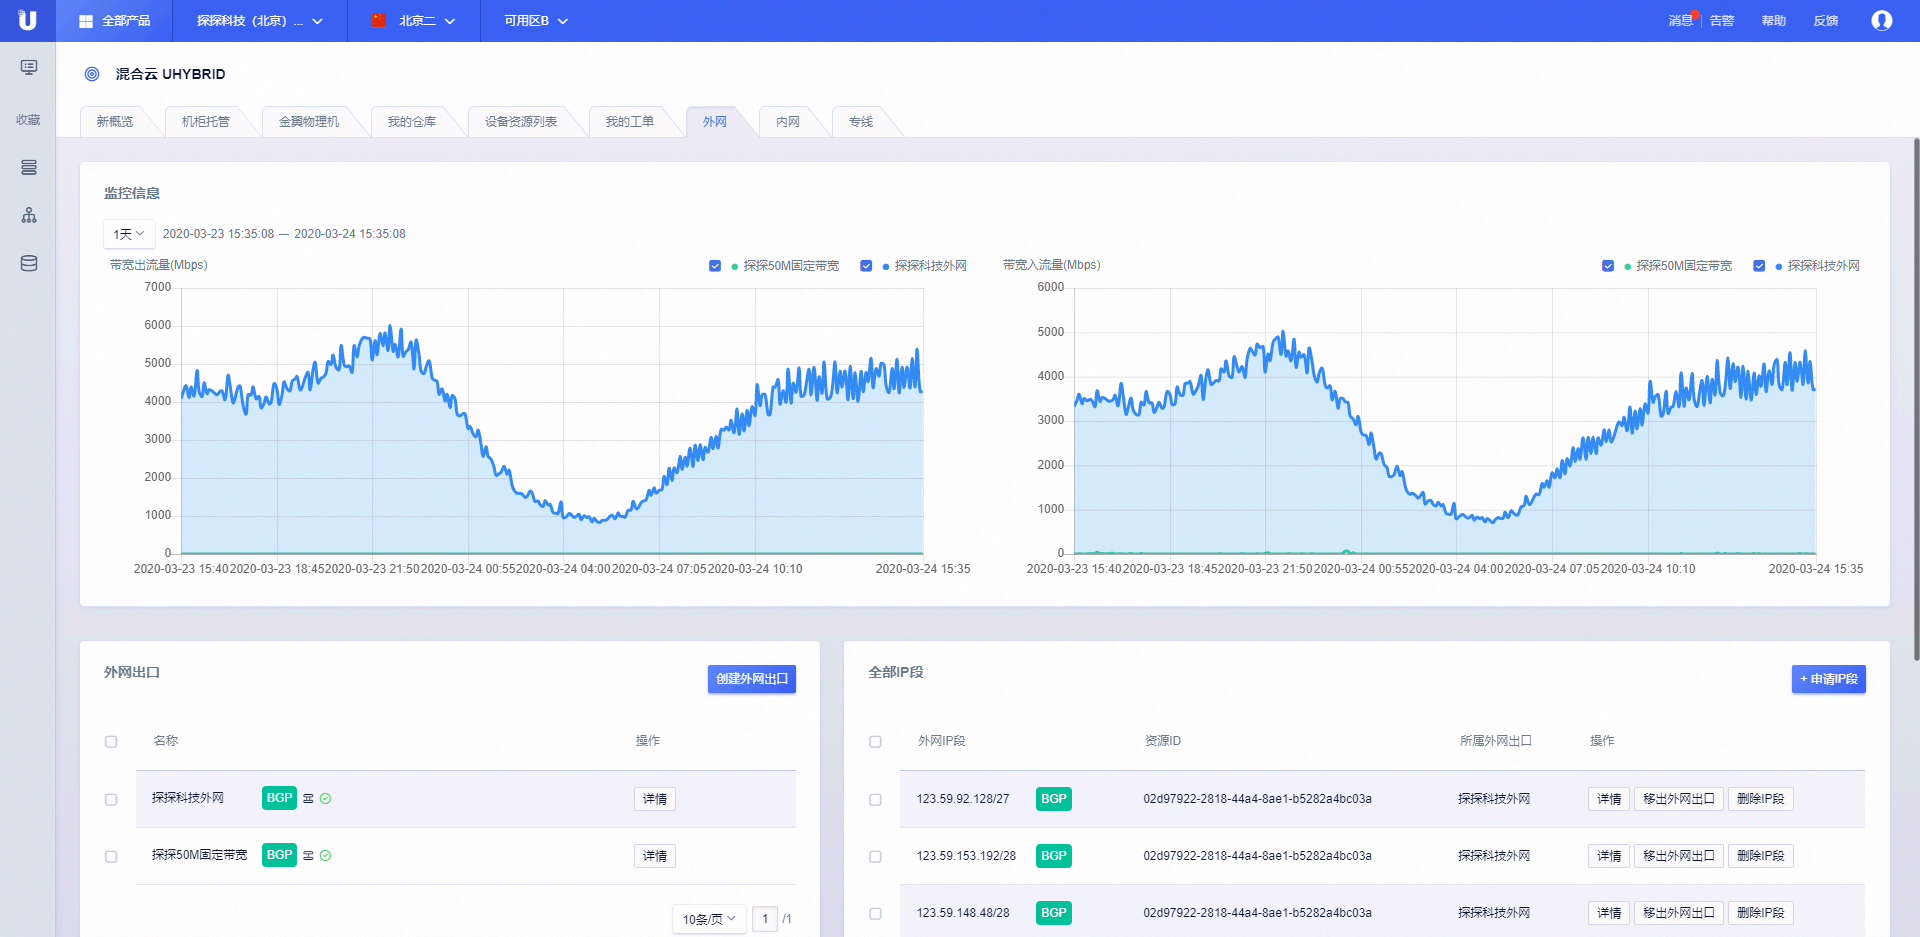 全部产品 探探科技（北京）... 北京二 可用区B 消息 告警 帮助 反馈
混合云 UHYBRID
收藏
新概览 机柜托管 金翼物理机 我的仓库 设备资源列表 我的工单 外网 内网 专线
监控信息
1天 2020-03-23 15:35:08 — 2020-03-24 15:35:08
带宽出流量(Mbps) 探探50M固定带宽 探探科技外网
7000
6000
5000
4000
3000
2000
1000
0
2020-03-23 15:40 2020-03-23 18:45 2020-03-23 21:50 2020-03-24 00:55 2020-03-24 04:00 2020-03-24 07:05 2020-03-24 10:10 2020-03-24 15:35
带宽入流量(Mbps) 探探50M固定带宽 探探科技外网
6000
5000
4000
3000
2000
1000
0
2020-03-23 15:40 2020-03-23 18:45 2020-03-23 21:50 2020-03-24 00:55 2020-03-24 04:00 2020-03-24 07:05 2020-03-24 10:10 2020-03-24 15:35
外网出口 创建外网出口
名称 操作
探探科技外网 BGP 详情
探探50M固定带宽 BGP 详情
10条/页 1 /1
全部IP段 + 申请IP段
外网IP段 资源ID 所属外网出口 操作
123.59.92.128/27 BGP 02d97922-2818-44a4-8ae1-b5282a4bc03a 探探科技外网 详情 移出外网出口 删除IP段
123.59.153.192/28 BGP 02d97922-2818-44a4-8ae1-b5282a4bc03a 探探科技外网 详情 移出外网出口 删除IP段
123.59.148.48/28 BGP 02d97922-2818-44a4-8ae1-b5282a4bc03a 探探科技外网 详情 移出外网出口 删除IP段